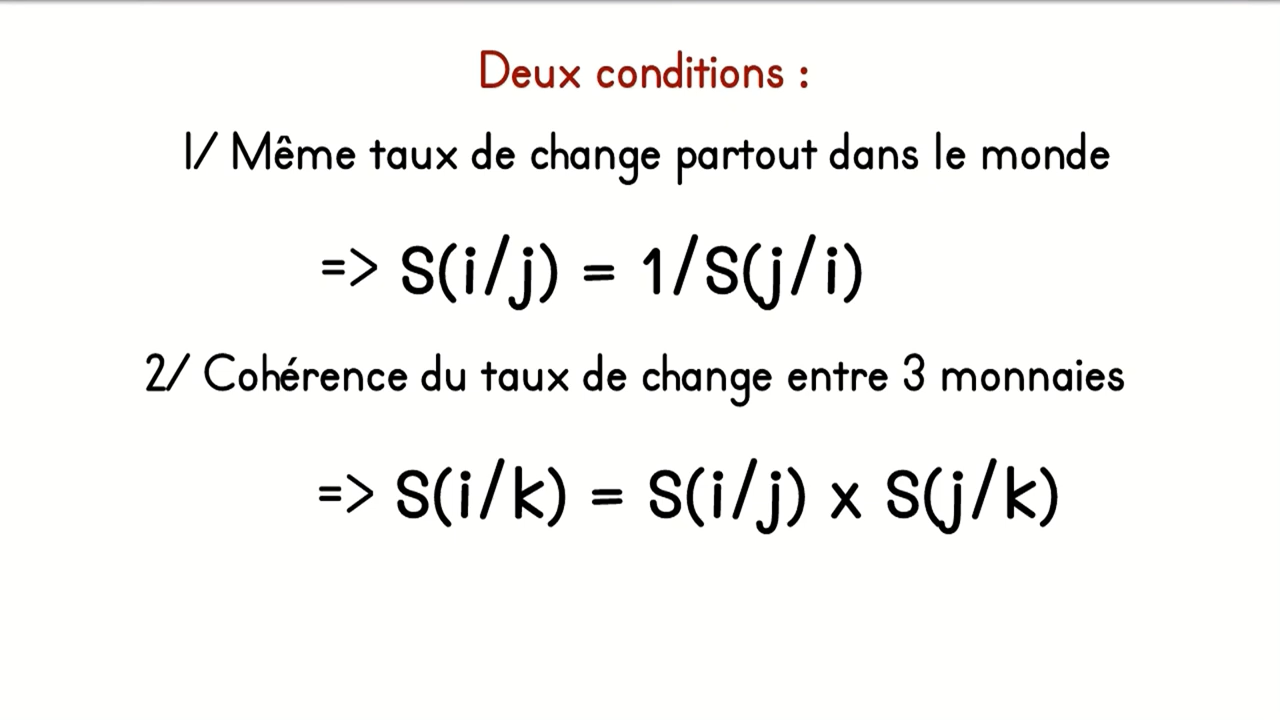 Deux conditions :
1/ Même taux de change partout dans le monde
=> S(i/j) = 1/S(j/i)
2/ Cohérence du taux de change entre 3 monnaies
=> S(i/k) = S(i/j) x S(j/k)